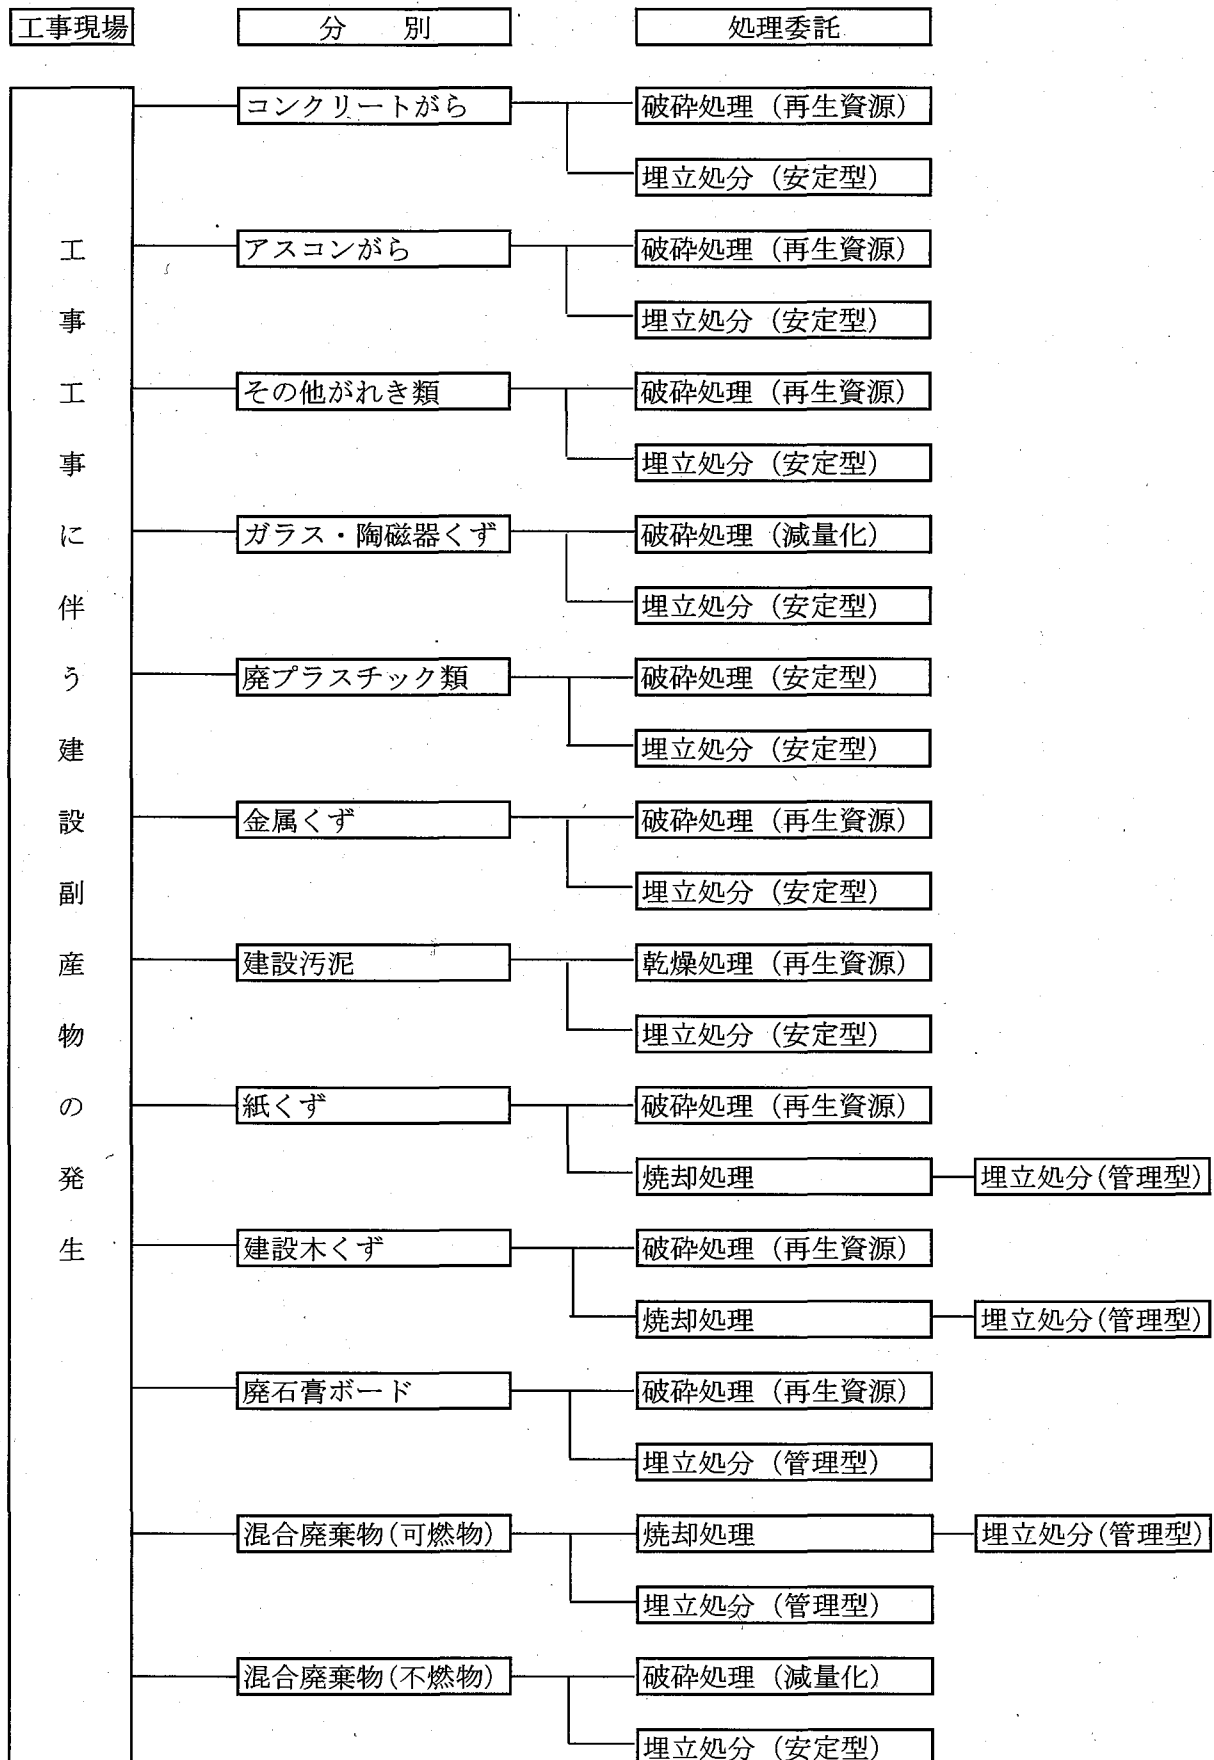 工事現場 分 別 処理委託
工事工事に伴う建設副産物の発生
コンクリートがら 破砕処理（再生資源）
埋立処分（安定型）
アスコンがら 破砕処理（再生資源）
埋立処分（安定型）
その他がれき類 破砕処理（再生資源）
埋立処分（安定型）
ガラス・陶磁器くず 破砕処理（減量化）
埋立処分（安定型）
廃プラスチック類 破砕処理（安定型）
埋立処分（安定型）
金属くず 破砕処理（再生資源）
埋立処分（安定型）
建設汚泥 乾燥処理（再生資源）
埋立処分（安定型）
紙くず 破砕処理（再生資源）
焼却処理 埋立処分(管理型)
建設木くず 破砕処理（再生資源）
焼却処理 埋立処分(管理型)
廃石膏ボード 破砕処理（再生資源）
埋立処分（管理型）
混合廃棄物(可燃物) 焼却処理 埋立処分(管理型)
埋立処分（管理型）
混合廃棄物(不燃物) 破砕処理（減量化）
埋立処分（安定型）